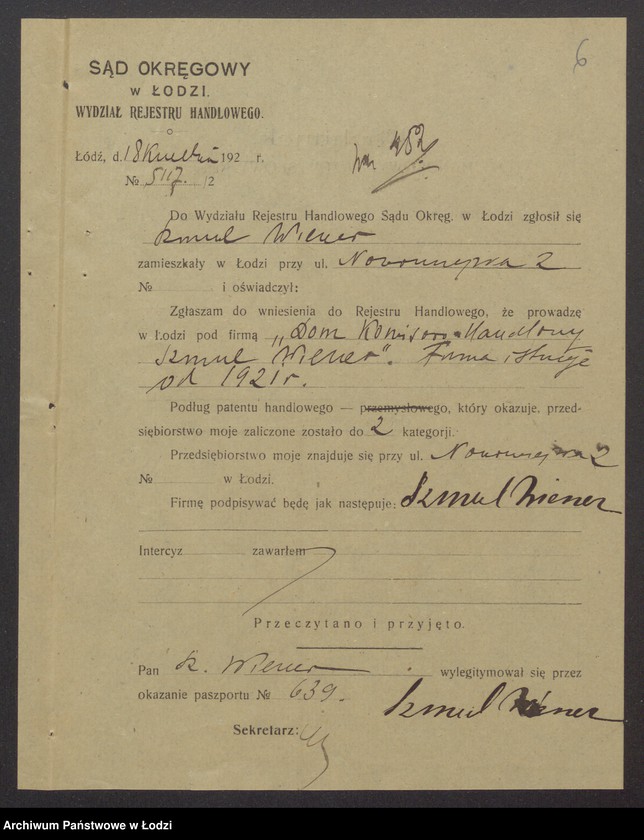 6
SĄD OKRĘGOWY
w ŁODZI.
WYDZIAŁ REJESTRU HANDLOWEGO.
Łódź, d. 18 Kwietnia 192 r.
№ 5117. /2
452
Do Wydziału Rejestru Handlowego Sądu Okręg. w Łodzi zgłosił się
Szmul Wiener
zamieszkały w Łodzi przy ul. Nowomiejska 2
№ i oświadczył:
Zgłaszam do wniesienia do Rejestru Handlowego, że prowadzę
w Łodzi pod firmą „Dom Komisowo-Handlowy
Szmul Wiener". Firma istnieje
od 1921 r.
Podług patentu handlowego — przemysłowego, który okazuje, przed-
siębiorstwo moje zaliczone zostało do 2 kategorji.
Przedsiębiorstwo moje znajduje się przy ul. Nowomiejska 2
№ w Łodzi.
Firmę podpisywać będę jak następuje: Szmul Wiener
Intercyz zawarłem
Przeczytano i przyjęto.
Pan S. Wiener wylegitymował się przez
okazanie paszportu № 639.
Szmul Wiener
Sekretarz:
Archiwum Państwowe w Łodzi